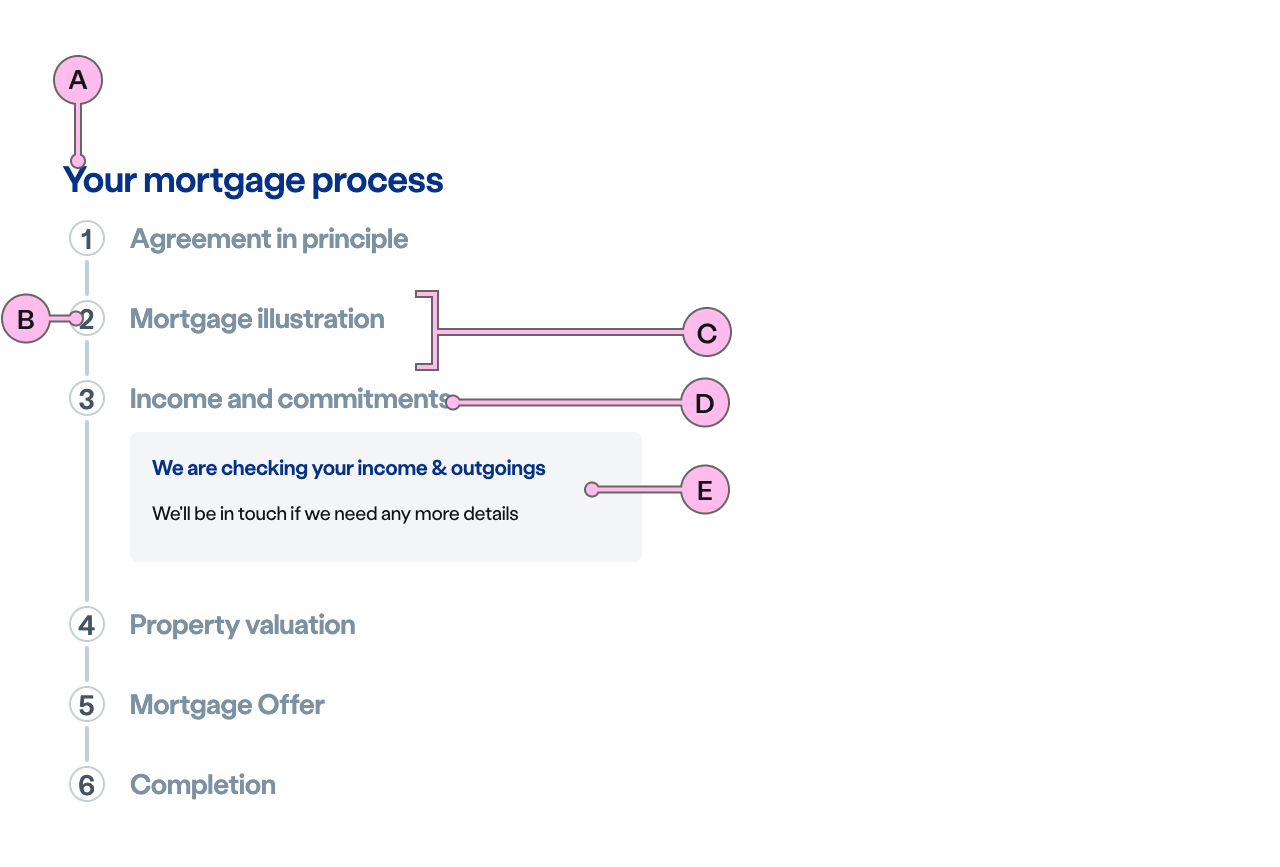 A
Your mortgage process
1 Agreement in principle
B 2 Mortgage illustration C
3 Income and commitments D
We are checking your income & outgoings
E
We'll be in touch if we need any more details
4 Property valuation
5 Mortgage Offer
6 Completion